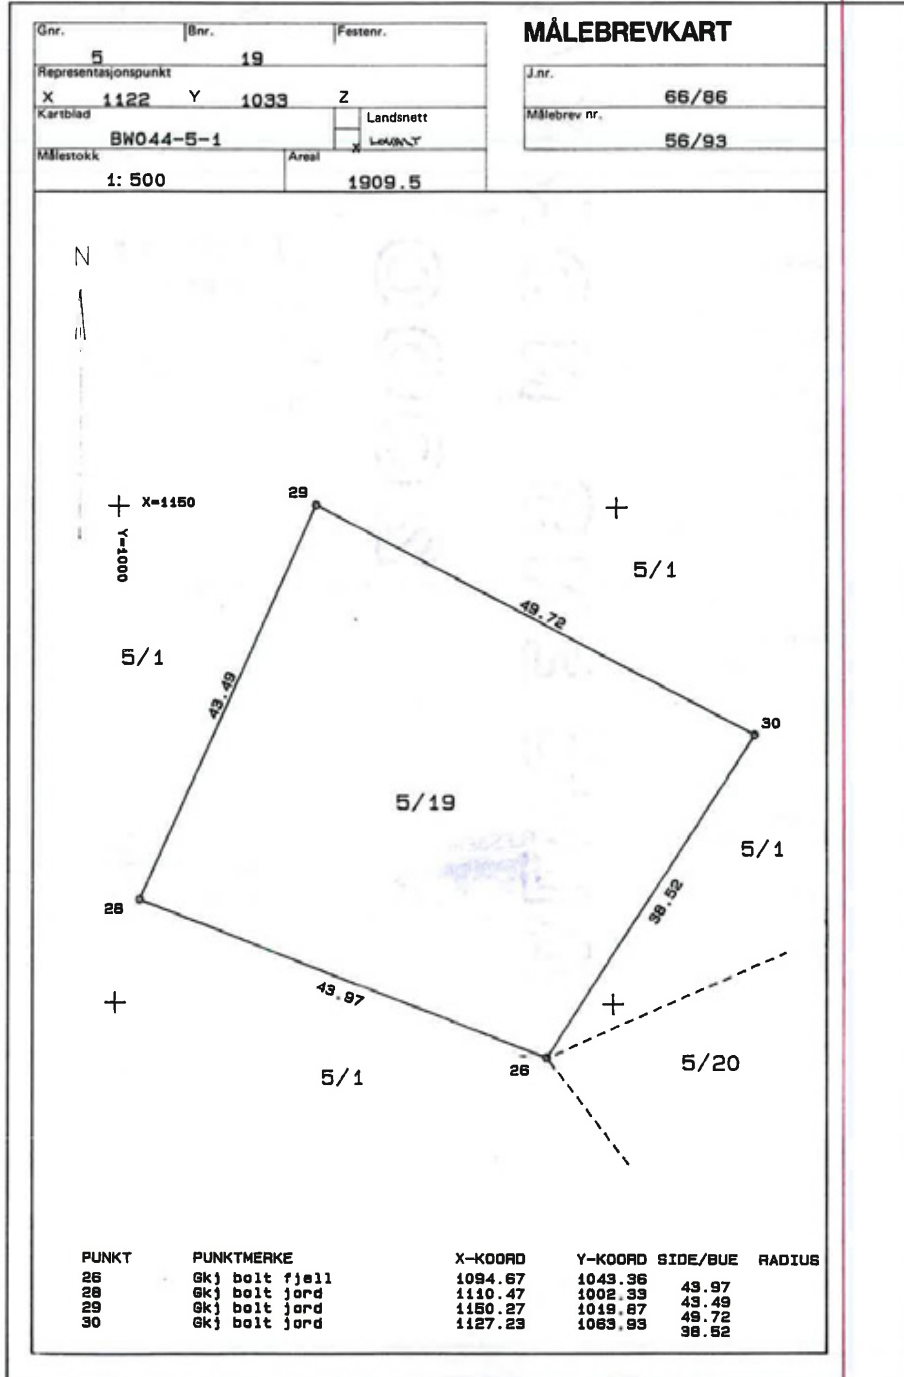 MÅLEBREVKART
Gnr. Bnr. Festenr.
5 19
Representasjonspunkt
X 1122 Y 1033 Z
J.nr.
66/86
Kartblad Landsnett
BW044-5-1 x
Målebrev nr.
56/93
Målestokk Areal
1: 500 1909.5
N
X=1150
Y=1000
29
5/1
49.72
5/1
43.49
30
5/19
5/1
38.52
28
43.97
26
5/20
5/1
PUNKT PUNKTMERKE X-KOORD Y-KOORD SIDE/BUE RADIUS
26 Gkj bolt fjell 1094.67 1043.36
43.97
28 Gkj bolt jord 1110.47 1002.33
43.49
29 Gkj bolt jord 1150.27 1019.87
49.72
30 Gkj bolt jord 1127.23 1063.93
38.52